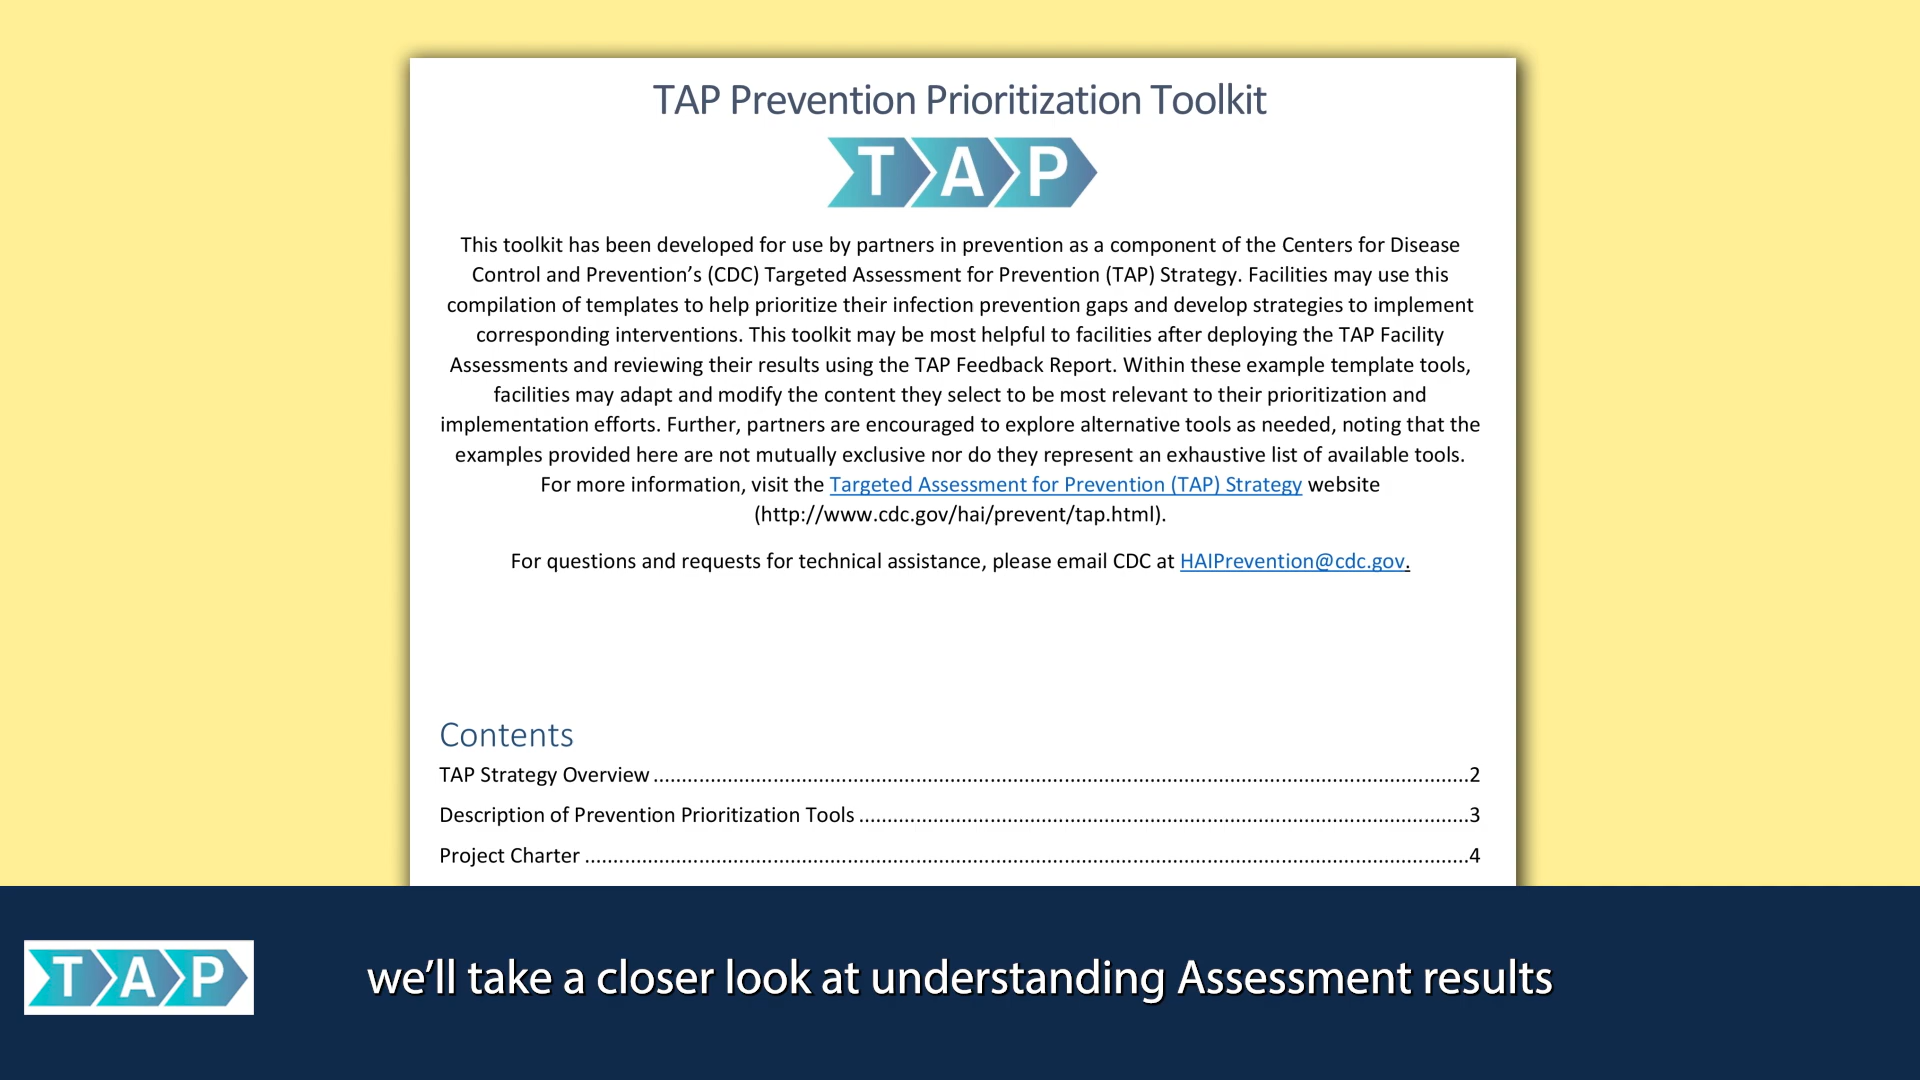 TAP Prevention Prioritization Toolkit
TAP
This toolkit has been developed for use by partners in prevention as a component of the Centers for Disease
Control and Prevention’s (CDC) Targeted Assessment for Prevention (TAP) Strategy. Facilities may use this
compilation of templates to help prioritize their infection prevention gaps and develop strategies to implement
corresponding interventions. This toolkit may be most helpful to facilities after deploying the TAP Facility
Assessments and reviewing their results using the TAP Feedback Report. Within these example template tools,
facilities may adapt and modify the content they select to be most relevant to their prioritization and
implementation efforts. Further, partners are encouraged to explore alternative tools as needed, noting that the
examples provided here are not mutually exclusive nor do they represent an exhaustive list of available tools.
For more information, visit the Targeted Assessment for Prevention (TAP) Strategy website
(http://www.cdc.gov/hai/prevent/tap.html).
For questions and requests for technical assistance, please email CDC at HAIPrevention@cdc.gov.
Contents
TAP Strategy Overview ........ 2
Description of Prevention Prioritization Tools ........ 3
Project Charter ........ 4
TAP
we’ll take a closer look at understanding Assessment results